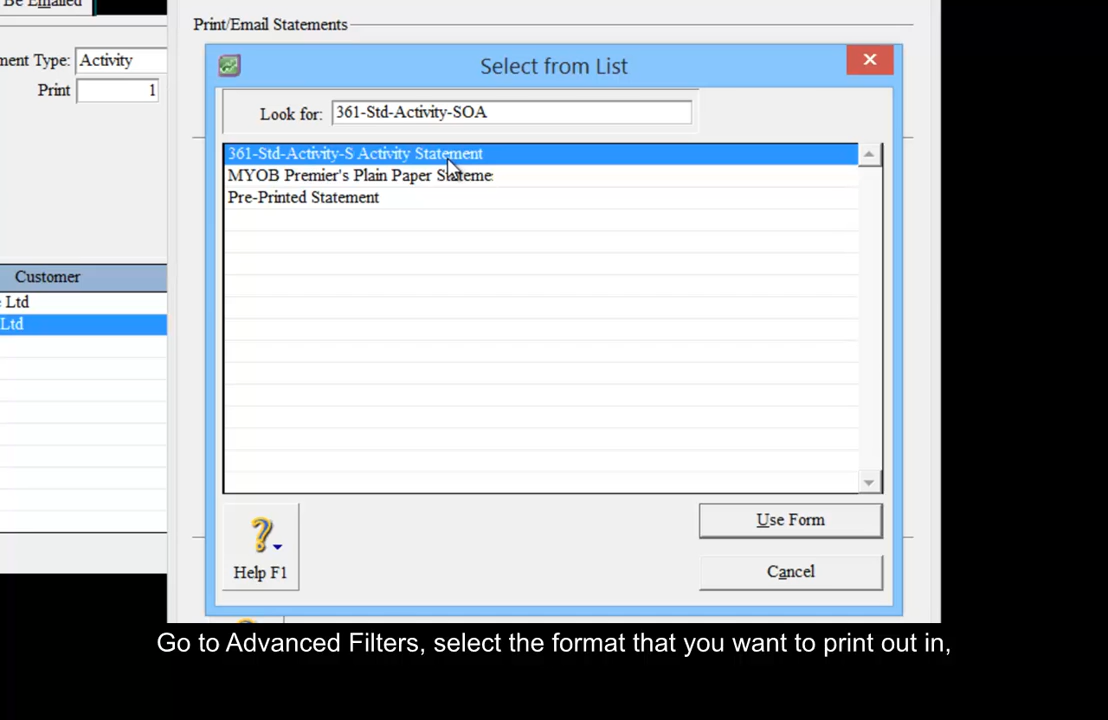 Be Emailed
Print/Email Statements
ment Type: Activity
Select from List
Print 1
Look for: 361-Std-Activity-SOA
361-Std-Activity-S Activity Statement
MYOB Premier's Plain Paper Stateme
Pre-Printed Statement
Customer
Ltd
Ltd
Use Form
Help F1
Cancel
Go to Advanced Filters, select the format that you want to print out in,